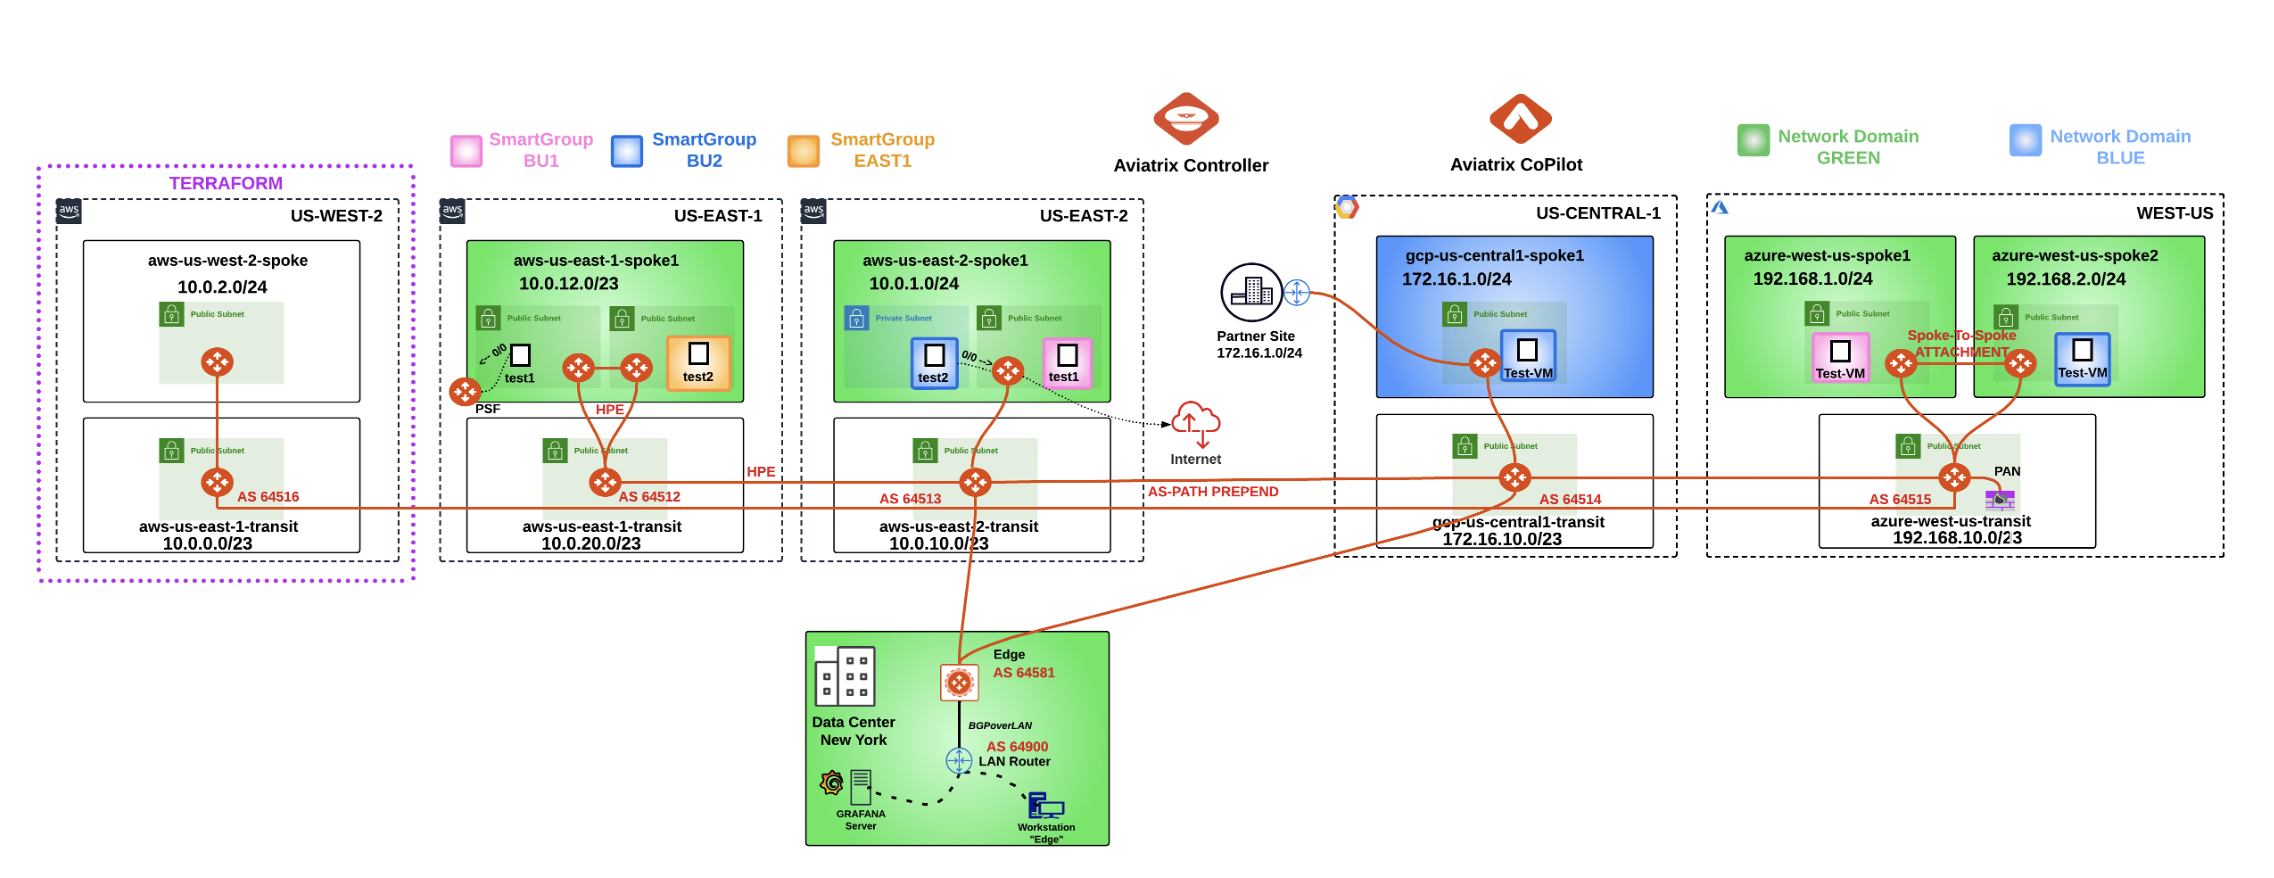 SmartGroup
BU1
SmartGroup
BU2
SmartGroup
EAST1
Aviatrix Controller
Aviatrix CoPilot
Network Domain
GREEN
Network Domain
BLUE
TERRAFORM
aws
US-WEST-2
aws-us-west-2-spoke
10.0.2.0/24
Public Subnet
Public Subnet
AS 64516
aws-us-east-1-transit
10.0.0.0/23
aws
US-EAST-1
aws-us-east-1-spoke1
10.0.12.0/23
Public Subnet
Public Subnet
0/0
test1
test2
PSF
HPE
Public Subnet
HPE
AS 64512
aws-us-east-1-transit
10.0.20.0/23
aws
US-EAST-2
aws-us-east-2-spoke1
10.0.1.0/24
Private Subnet
Public Subnet
0/0
test2
test1
Public Subnet
AS 64513
aws-us-east-2-transit
10.0.10.0/23
Internet
AS-PATH PREPEND
Partner Site
172.16.1.0/24
US-CENTRAL-1
gcp-us-central1-spoke1
172.16.1.0/24
Public Subnet
Test-VM
Public Subnet
AS 64514
gcp-us-central1-transit
172.16.10.0/23
WEST-US
azure-west-us-spoke1
192.168.1.0/24
Public Subnet
Test-VM
azure-west-us-spoke2
192.168.2.0/24
Public Subnet
Spoke-To-Spoke
ATTACHMENT
Test-VM
Public Subnet
PAN
AS 64515
azure-west-us-transit
192.168.10.0/23
Edge
AS 64581
Data Center
New York
BGPoverLAN
AS 64900
LAN Router
GRAFANA
Server
Workstation
"Edge"